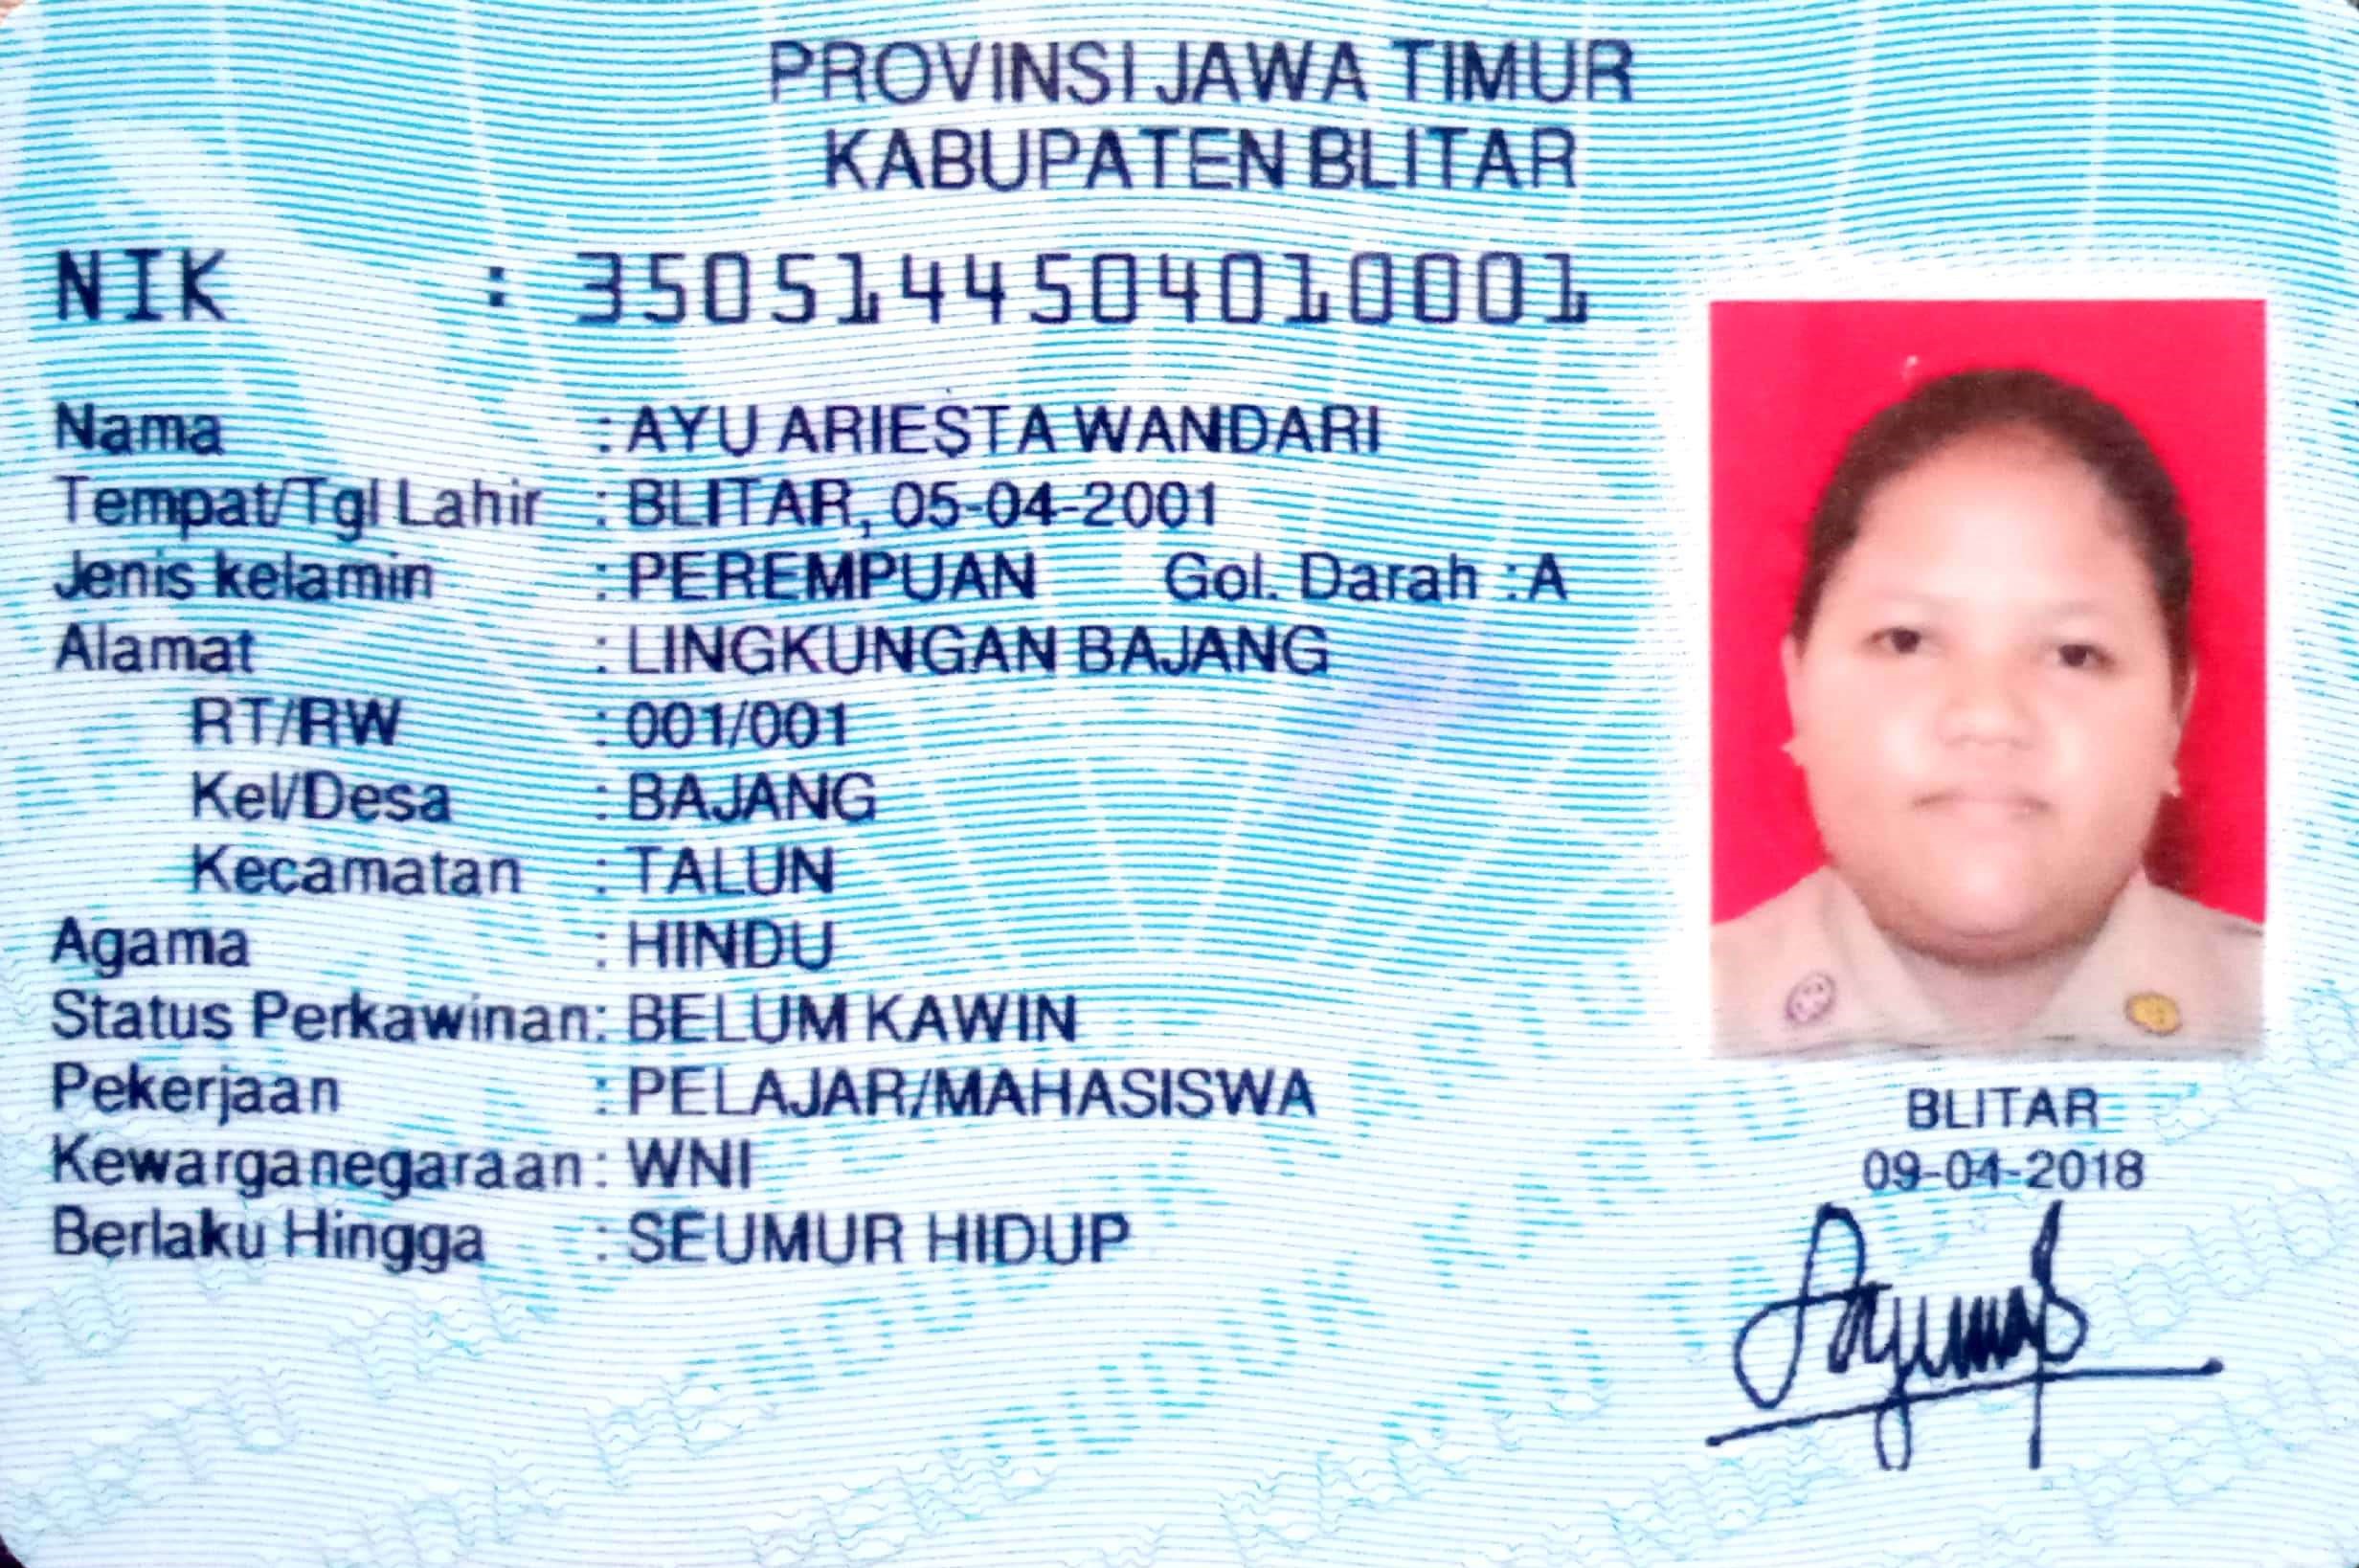 PROVINSI JAWA TIMUR
KABUPATEN BLITAR
NIK : 3505144504010001
Nama : AYU ARIESTA WANDARI
Tempat/Tgl Lahir : BLITAR, 05-04-2001
Jenis kelamin : PEREMPUAN Gol. Darah : A
Alamat : LINGKUNGAN BAJANG
RT/RW : 001/001
Kel/Desa : BAJANG
Kecamatan : TALUN
Agama : HINDU
Status Perkawinan : BELUM KAWIN
Pekerjaan : PELAJAR/MAHASISWA
Kewarganegaraan : WNI
Berlaku Hingga : SEUMUR HIDUP
BLITAR
09-04-2018